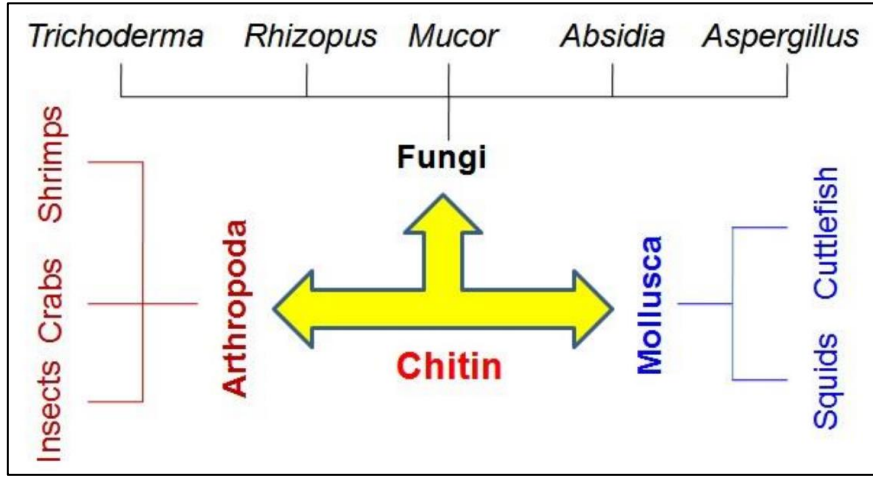 Trichoderma Rhizopus Mucor Absidia Aspergillus
Fungi
Shrimps
Crabs
Insects
Arthropoda
Chitin
Mollusca
Cuttlefish
Squids